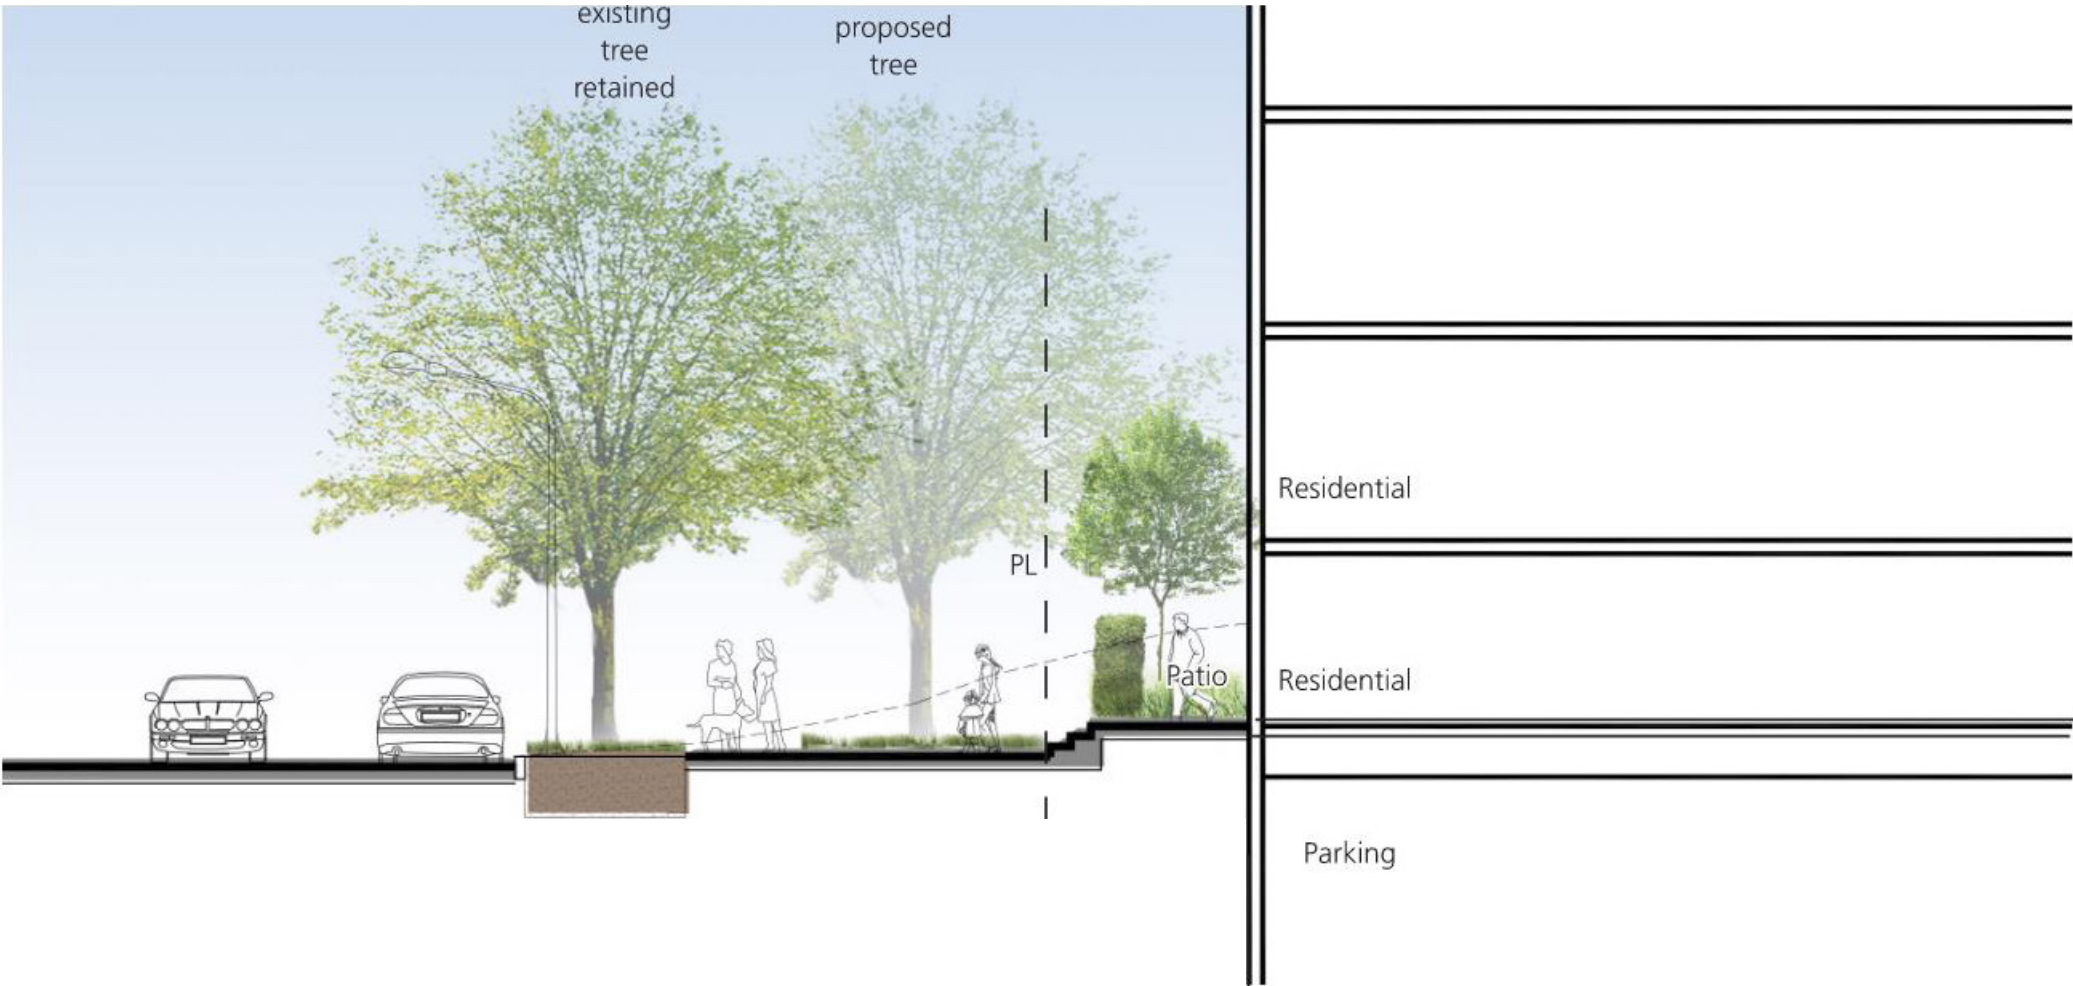 existing
tree
retained
proposed
tree
Residential
PL
Patio
Residential
Parking